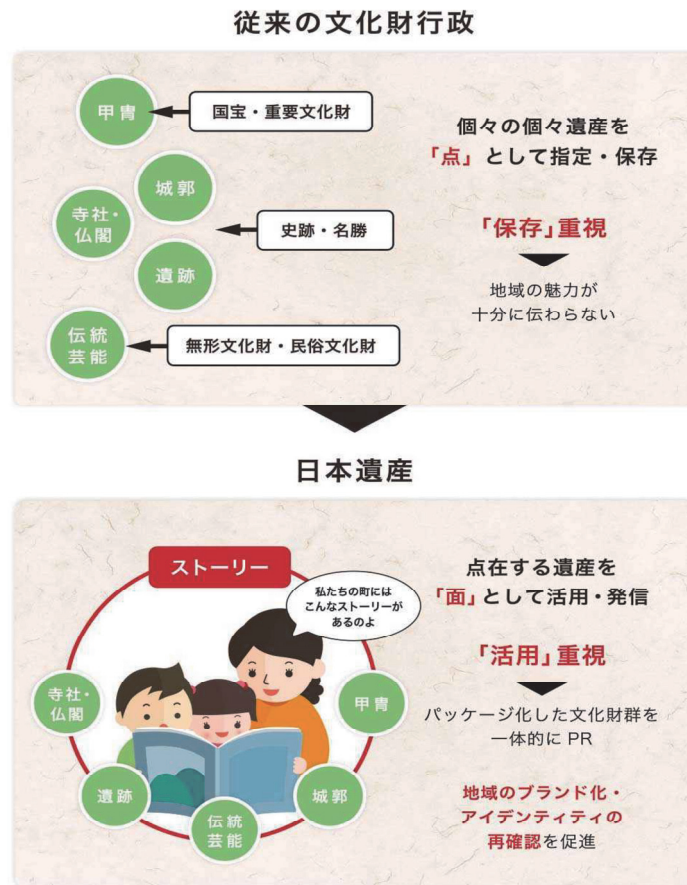 従来の文化財行政
甲冑
国宝・重要文化財
城郭
寺社・
仏閣
史跡・名勝
遺跡
伝統
芸能
無形文化財・民俗文化財
個々の個々遺産を
「点」として指定・保存
「保存」重視
地域の魅力が
十分に伝わらない
日本遺産
ストーリー
私たちの町には
こんなストーリーが
あるのよ
寺社・
仏閣
甲冑
遺跡
城郭
伝統
芸能
点在する遺産を
「面」として活用・発信
「活用」重視
パッケージ化した文化財群を
一体的に PR
地域のブランド化・
アイデンティティの
再確認を促進